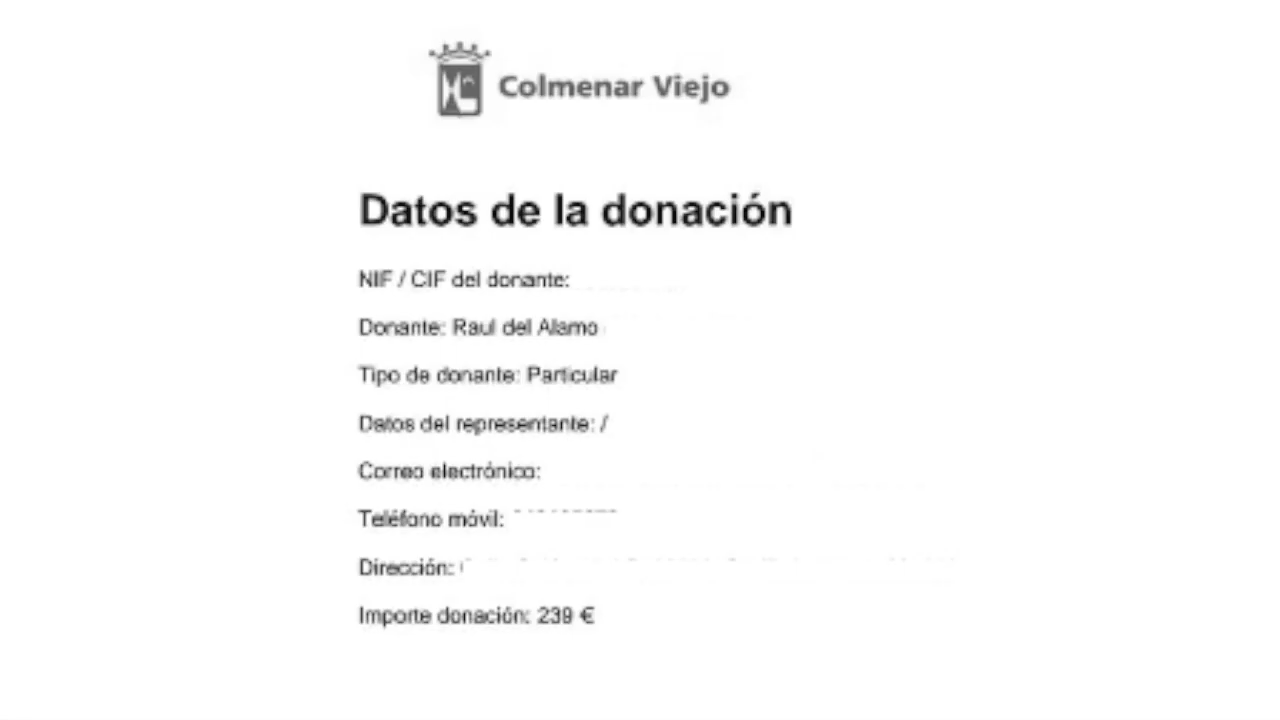 Colmenar Viejo
Datos de la donación
NIF / CIF del donante:
Donante: Raul del Alamo
Tipo de donante: Particular
Datos del representante: /
Correo electrónico:
Teléfono móvil:
Dirección:
Importe donación: 239 €